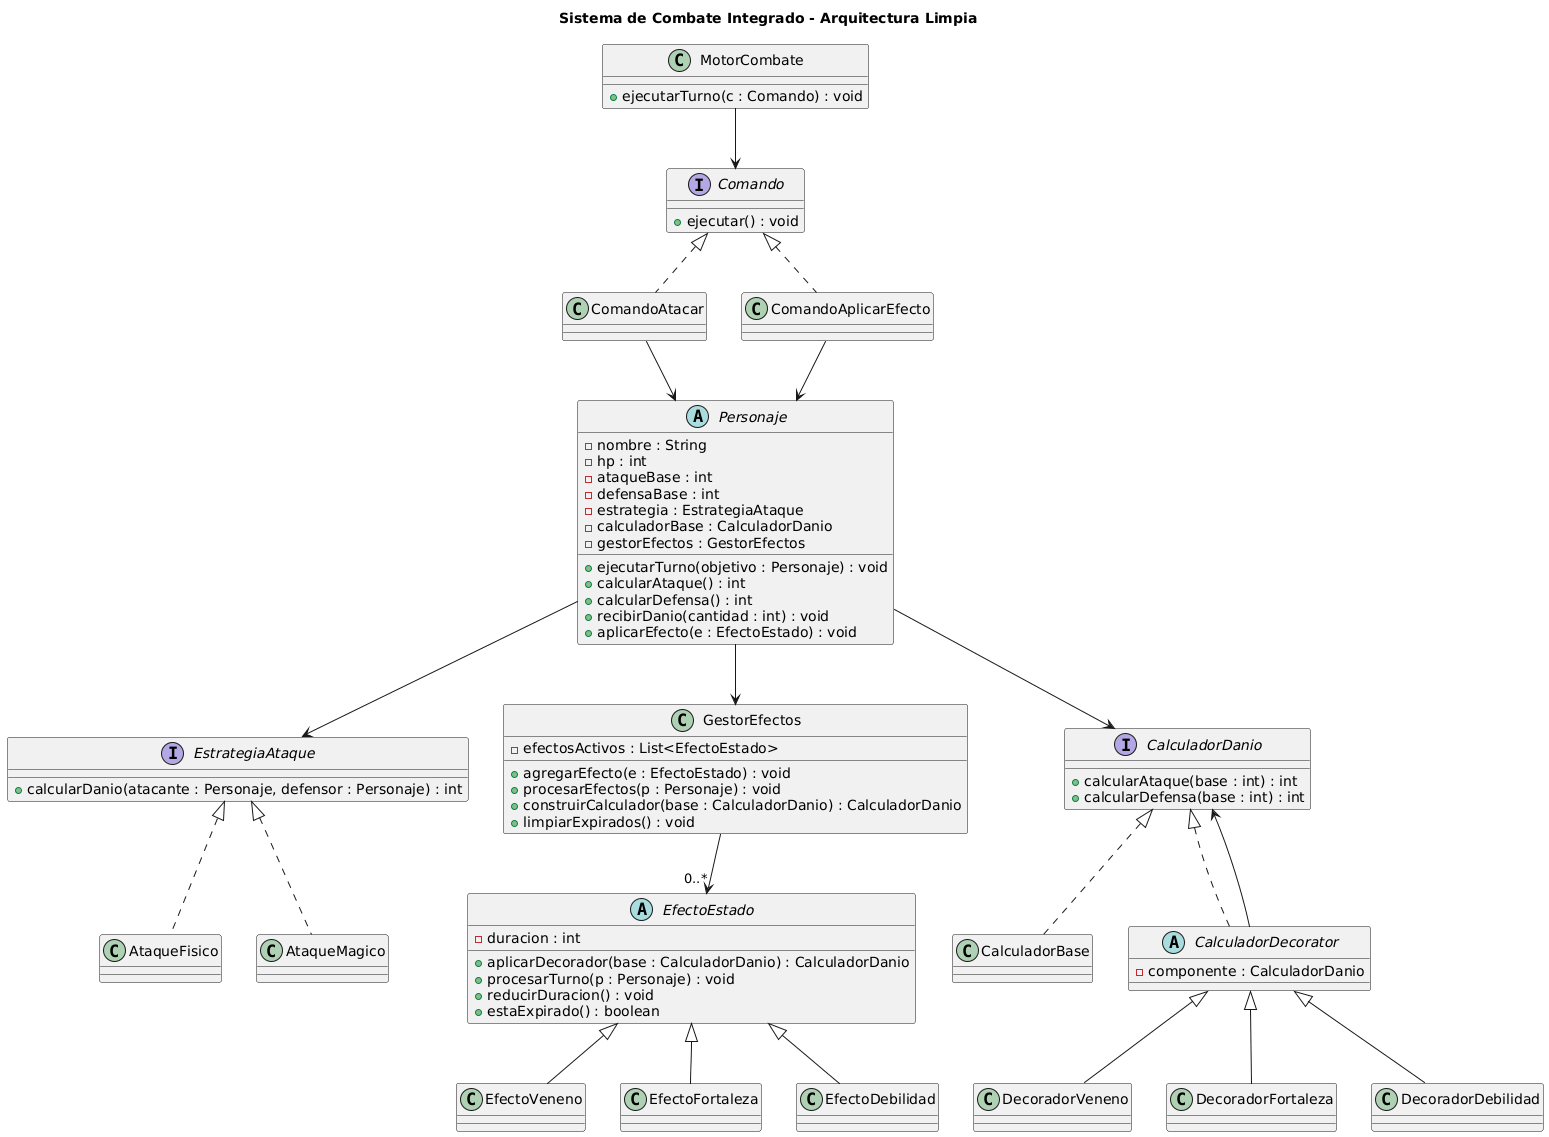 Sistema de Combate Integrado - Arquitectura Limpia
C MotorCombate
ejecutarTurno(c : Comando) : void
I Comando
ejecutar() : void
C ComandoAtacar
C ComandoAplicarEfecto
A Personaje
nombre : String
hp : int
ataqueBase : int
defensaBase : int
estrategia : EstrategiaAtaque
calculadorBase : CalculadorDanio
gestorEfectos : GestorEfectos
ejecutarTurno(objetivo : Personaje) : void
calcularAtaque() : int
calcularDefensa() : int
recibirDanio(cantidad : int) : void
aplicarEfecto(e : EfectoEstado) : void
I EstrategiaAtaque
calcularDanio(atacante : Personaje, defensor : Personaje) : int
C GestorEfectos
efectosActivos : List<EfectoEstado>
agregarEfecto(e : EfectoEstado) : void
procesarEfectos(p : Personaje) : void
construirCalculador(base : CalculadorDanio) : CalculadorDanio
limpiarExpirados() : void
I CalculadorDanio
calcularAtaque(base : int) : int
calcularDefensa(base : int) : int
0..*
C AtaqueFisico
C AtaqueMagico
A EfectoEstado
duracion : int
aplicarDecorador(base : CalculadorDanio) : CalculadorDanio
procesarTurno(p : Personaje) : void
reducirDuracion() : void
estaExpirado() : boolean
C CalculadorBase
A CalculadorDecorator
componente : CalculadorDanio
C EfectoVeneno
C EfectoFortaleza
C EfectoDebilidad
C DecoradorVeneno
C DecoradorFortaleza
C DecoradorDebilidad